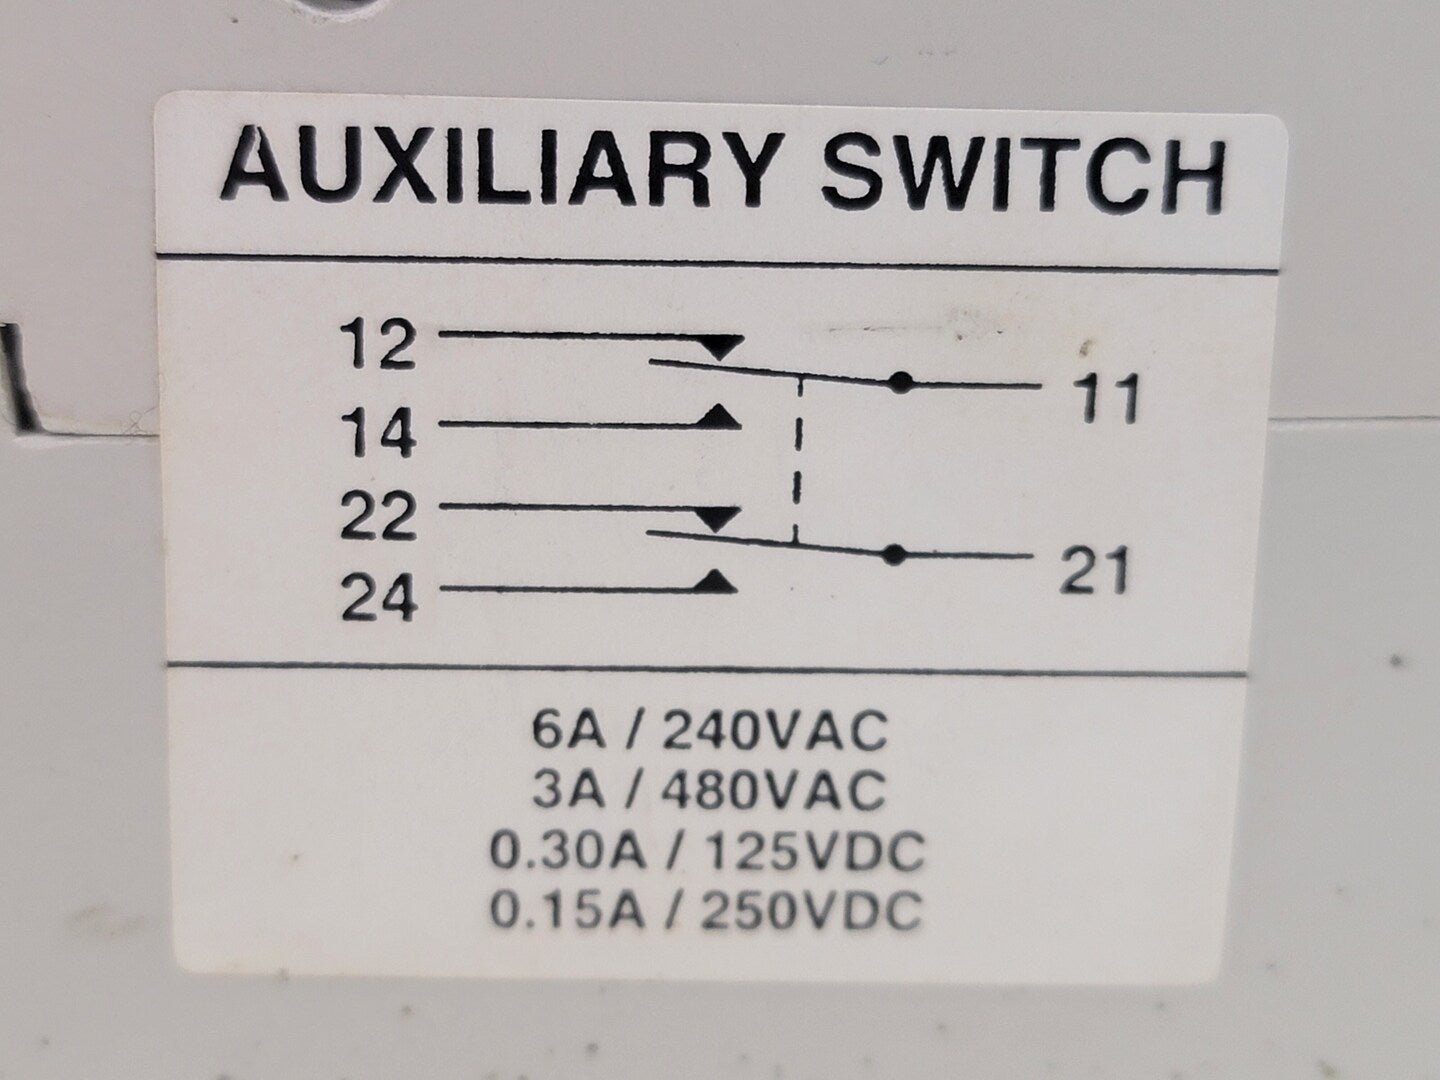 AUXILIARY SWITCH
12
11
14
22
21
24
6A / 240VAC
3A / 480VAC
0.30A / 125VDC
0.15A / 250VDC